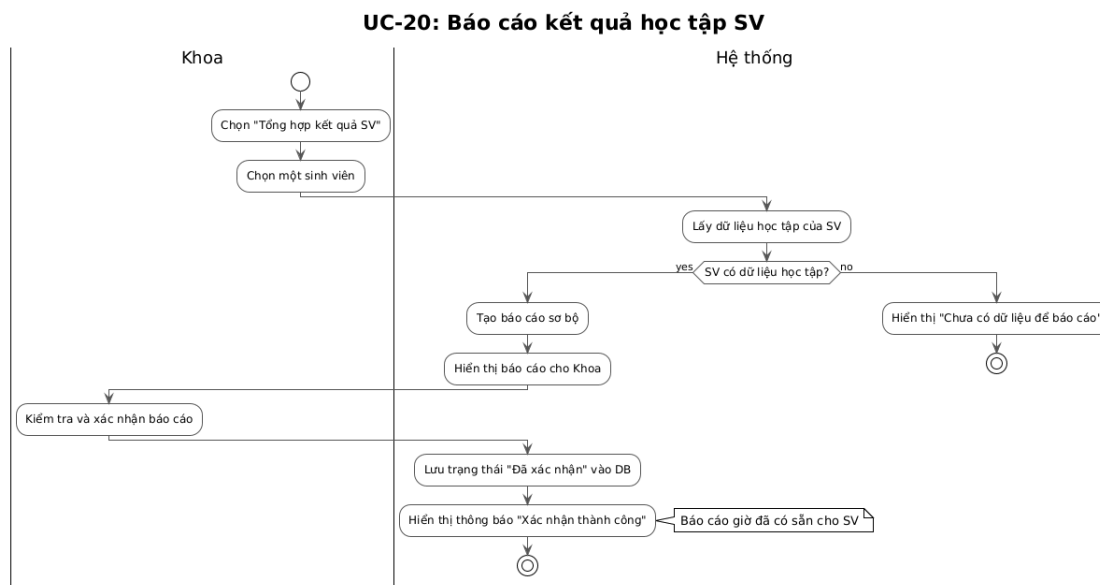 UC-20: Báo cáo kết quả học tập SV
Khoa
Hệ thống
Chọn "Tổng hợp kết quả SV"
Chọn một sinh viên
Lấy dữ liệu học tập của SV
yes
SV có dữ liệu học tập?
no
Tạo báo cáo sơ bộ
Hiển thị "Chưa có dữ liệu để báo cáo"
Hiển thị báo cáo cho Khoa
Kiểm tra và xác nhận báo cáo
Lưu trạng thái "Đã xác nhận" vào DB
Hiển thị thông báo "Xác nhận thành công"
Báo cáo giờ đã có sẵn cho SV